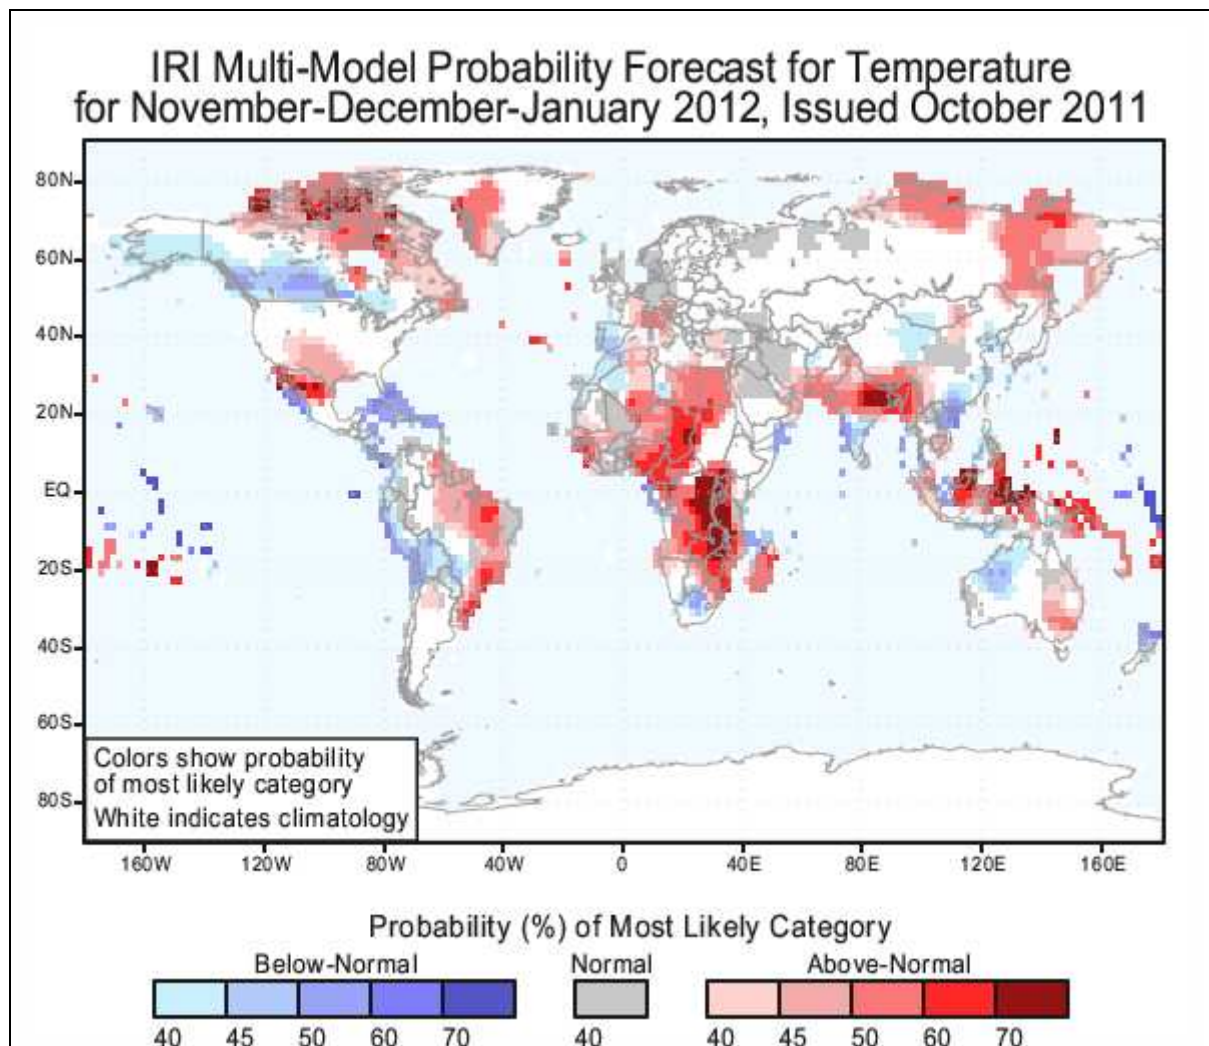 IRI Multi-Model Probability Forecast for Temperature
for November-December-January 2012, Issued October 2011
80N
60N
40N
20N
EQ
20S
40S
60S
80S
Colors show probability
of most likely category
White indicates climatology
160W 120W 80W 40W 0 40E 80E 120E 160E
Probability (%) of Most Likely Category
Below-Normal Normal Above-Normal
40 45 50 60 70 40 40 45 50 60 70